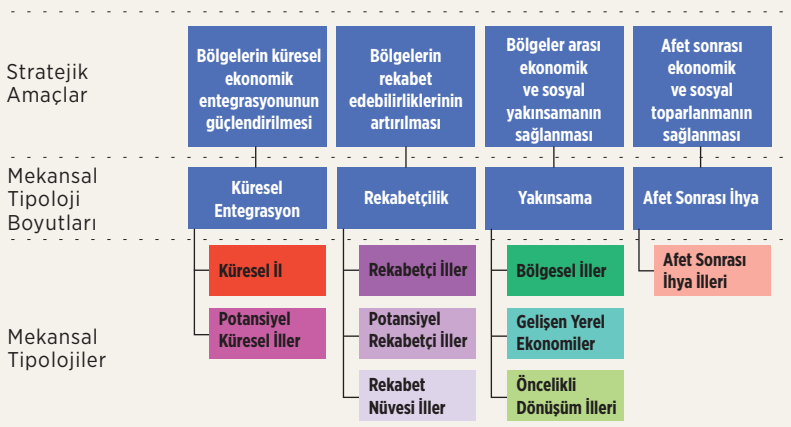 Stratejik
Amaçlar
Bölgelerin küresel
ekonomik
entegrasyonunun
güçlendirilmesi
Bölgelerin
rekabet
edebilirliklerinin
artırılması
Bölgeler arası
ekonomik
ve sosyal
yakınsamanın
sağlanması
Afet sonrası
ekonomik
ve sosyal
toparlanmanın
sağlanması
Mekansal
Tipoloji
Boyutları
Küresel
Entegrasyon
Rekabetçilik
Yakınsama
Afet Sonrası İhya
Mekansal
Tipolojiler
Küresel İl
Potansiyel
Küresel İller
Rekabetçi İller
Potansiyel
Rekabetçi İller
Rekabet
Nüvesi İller
Bölgesel İller
Gelişen Yerel
Ekonomiler
Öncelikli
Dönüşüm İlleri
Afet Sonrası
İhya İlleri